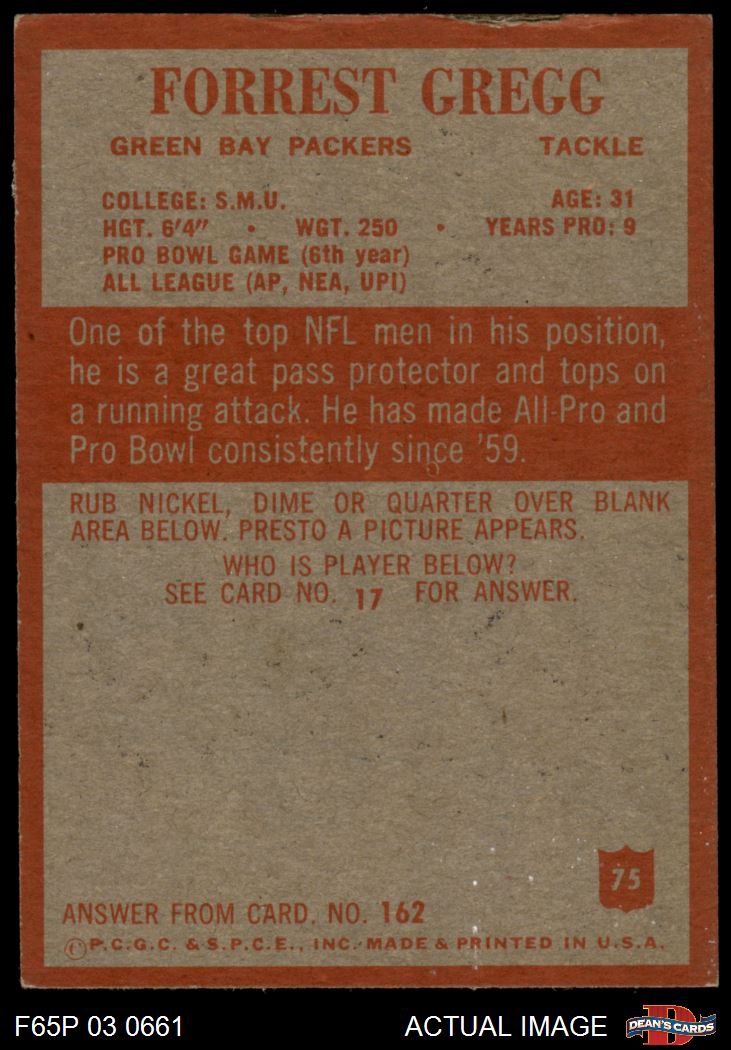 FORREST GREGG
GREEN BAY PACKERS TACKLE
COLLEGE: S.M.U. AGE: 31
HGT. 6'4" • WGT. 250 • YEARS PRO: 9
PRO BOWL GAME (6th year)
ALL LEAGUE (AP, NEA, UPI)
One of the top NFL men in his position,
he is a great pass protector and tops on
a running attack. He has made All-Pro and
Pro Bowl consistently since '59.
RUB NICKEL, DIME OR QUARTER OVER BLANK
AREA BELOW. PRESTO A PICTURE APPEARS.
WHO IS PLAYER BELOW?
SEE CARD NO. 17 FOR ANSWER.
75
ANSWER FROM CARD. NO. 162
©P.C.G.C. & S.P.C.E., INC. MADE & PRINTED IN U.S.A.
F65P 03 0661 ACTUAL IMAGE D DEAN'S CARDS